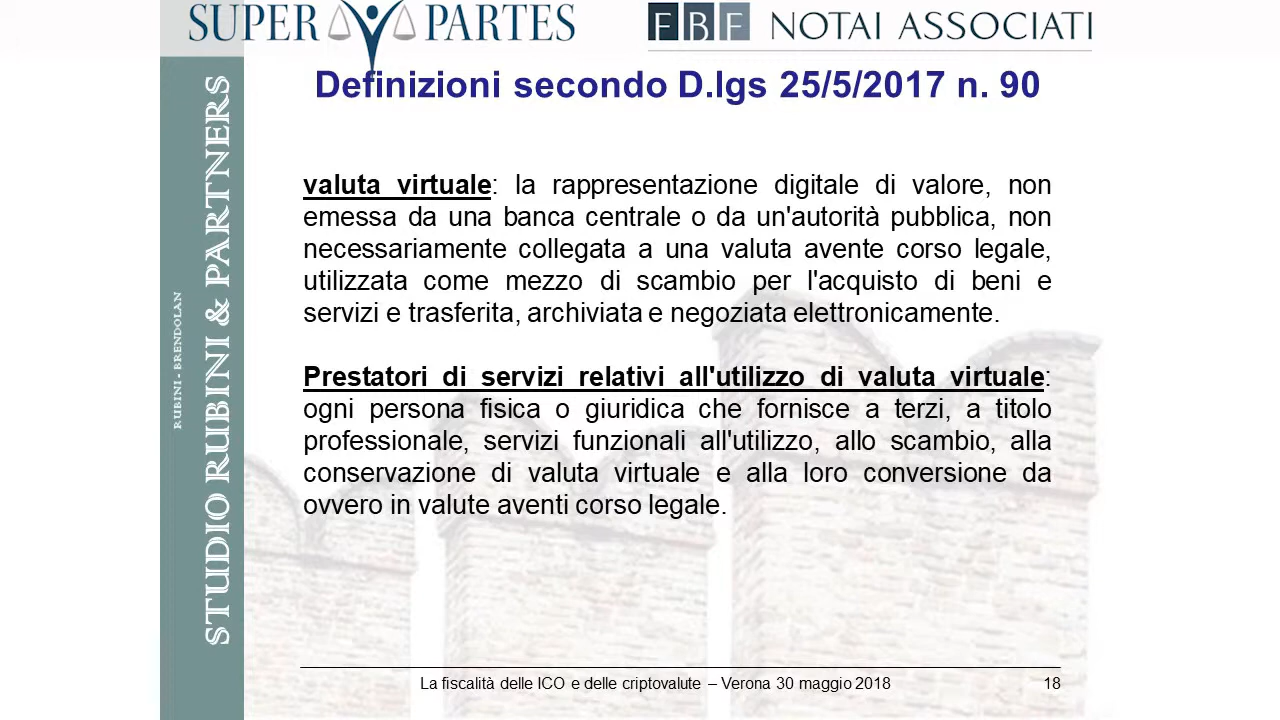 SUPER PARTES
FBF NOTAI ASSOCIATI
Definizioni secondo D.lgs 25/5/2017 n. 90
valuta virtuale: la rappresentazione digitale di valore, non
emessa da una banca centrale o da un'autorità pubblica, non
necessariamente collegata a una valuta avente corso legale,
utilizzata come mezzo di scambio per l'acquisto di beni e
servizi e trasferita, archiviata e negoziata elettronicamente.
Prestatori di servizi relativi all'utilizzo di valuta virtuale:
ogni persona fisica o giuridica che fornisce a terzi, a titolo
professionale, servizi funzionali all'utilizzo, allo scambio, alla
conservazione di valuta virtuale e alla loro conversione da
ovvero in valute aventi corso legale.
RUBINI - BRENDOLAN
STUDIO RUBINI & PARTNERS
La fiscalità delle ICO e delle criptovalute – Verona 30 maggio 2018
18